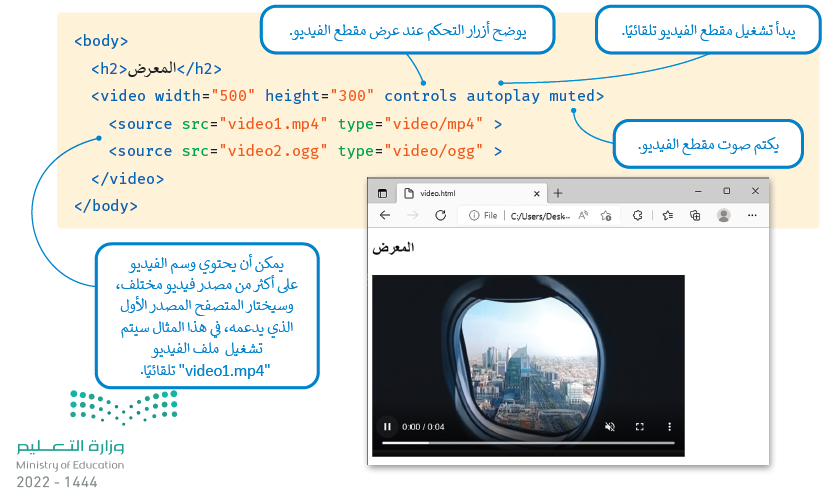 يوضح أزرار التحكم عند عرض مقطع الفيديو.
يبدأ تشغيل مقطع الفيديو تلقائيًا.
<body>
<h2>المعرض</h2>
<video width="500" height="300" controls autoplay muted>
<source src="video1.mp4" type="video/mp4" >
<source src="video2.ogg" type="video/ogg" >
</video>
</body>
يكتم صوت مقطع الفيديو.
يمكن أن يحتوي وسم الفيديو
على أكثر من مصدر فيديو مختلف،
وسيختار المتصفح المصدر الأول
الذي يدعمه، في هذا المثال سيتم
تشغيل ملف الفيديو
"video1.mp4" تلقائيًا.
video.html
File
C:/Users/Desk...
المعرض
0:00 / 0:04
وزارة التعليم
Ministry of Education
2022 - 1444